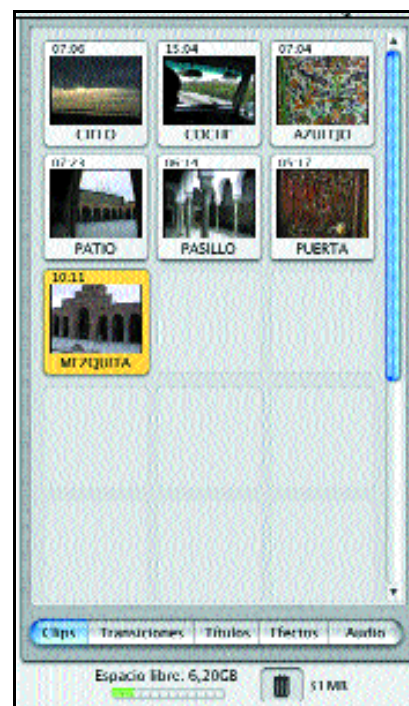 07:06 15:04 07:04
CIELO COCHE AZULEJO
07:23 06:14 05:17
PATIO PASILLO PUERTA
10:11
MEZQUITA
Clips Transiciones Títulos Efectos Audio
Espacio libre: 6,20GB 51 MB